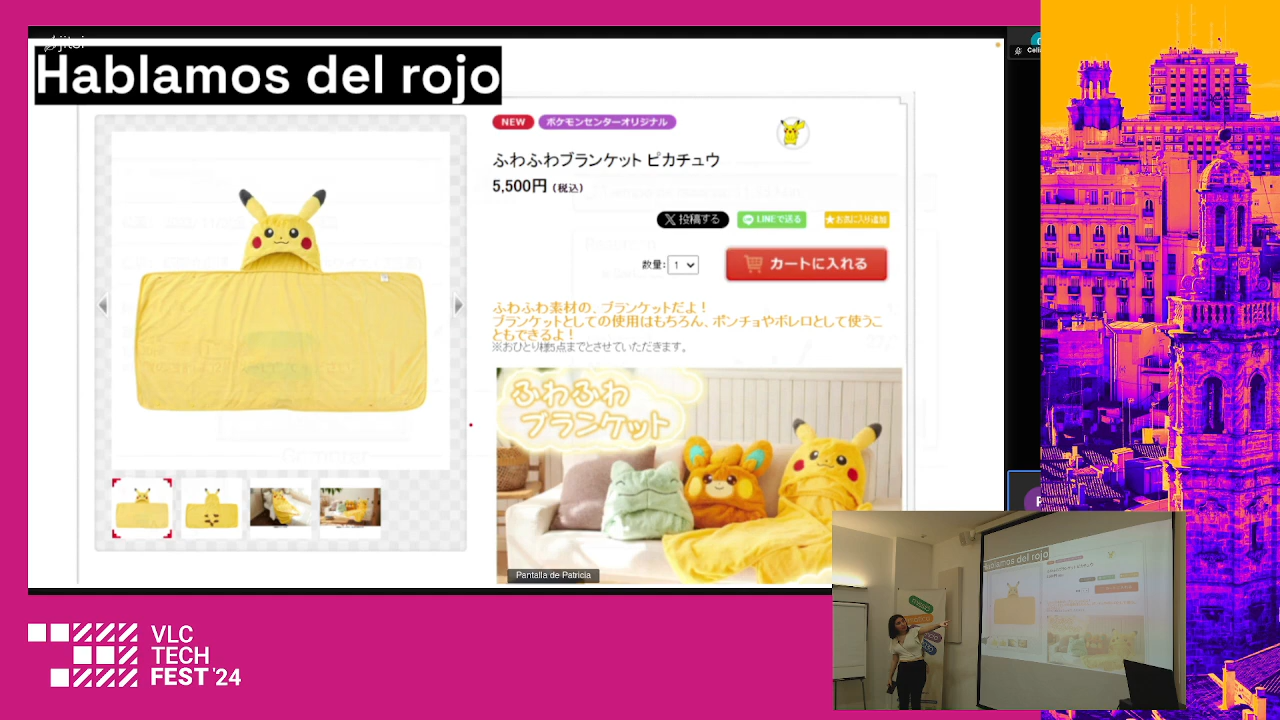 jitsi
Hablamos del rojo
NEW ポケモンセンターオリジナル
ふわふわブランケット ピカチュウ
5,500円 (税込)
投稿する LINEで送る ★お気に入り追加
数量: 1 カートに入れる
ふわふわ素材の、ブランケットだよ!
ブランケットとしての使用はもちろん、ポンチョやボレロとして使うこ
ともできるよ!
※おひとり様5点までとさせていただきます。
ふわふわ
ブランケット
Pantalla de Patricia
VLC
TECH
FEST '24
Hablamos del rojo